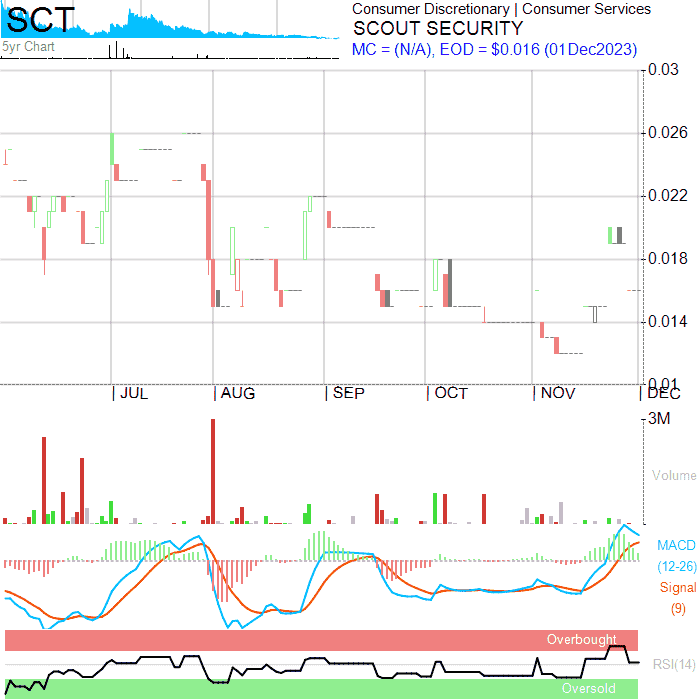 SCT
5yr Chart
Consumer Discretionary | Consumer Services
SCOUT SECURITY
MC = (N/A), EOD = $0.016 (01Dec2023)
0.03
0.026
0.022
0.018
0.014
0.01
JUL AUG SEP OCT NOV DEC
3M
Volume
MACD
(12-26)
Signal
(9)
Overbought
RSI(14)
Oversold